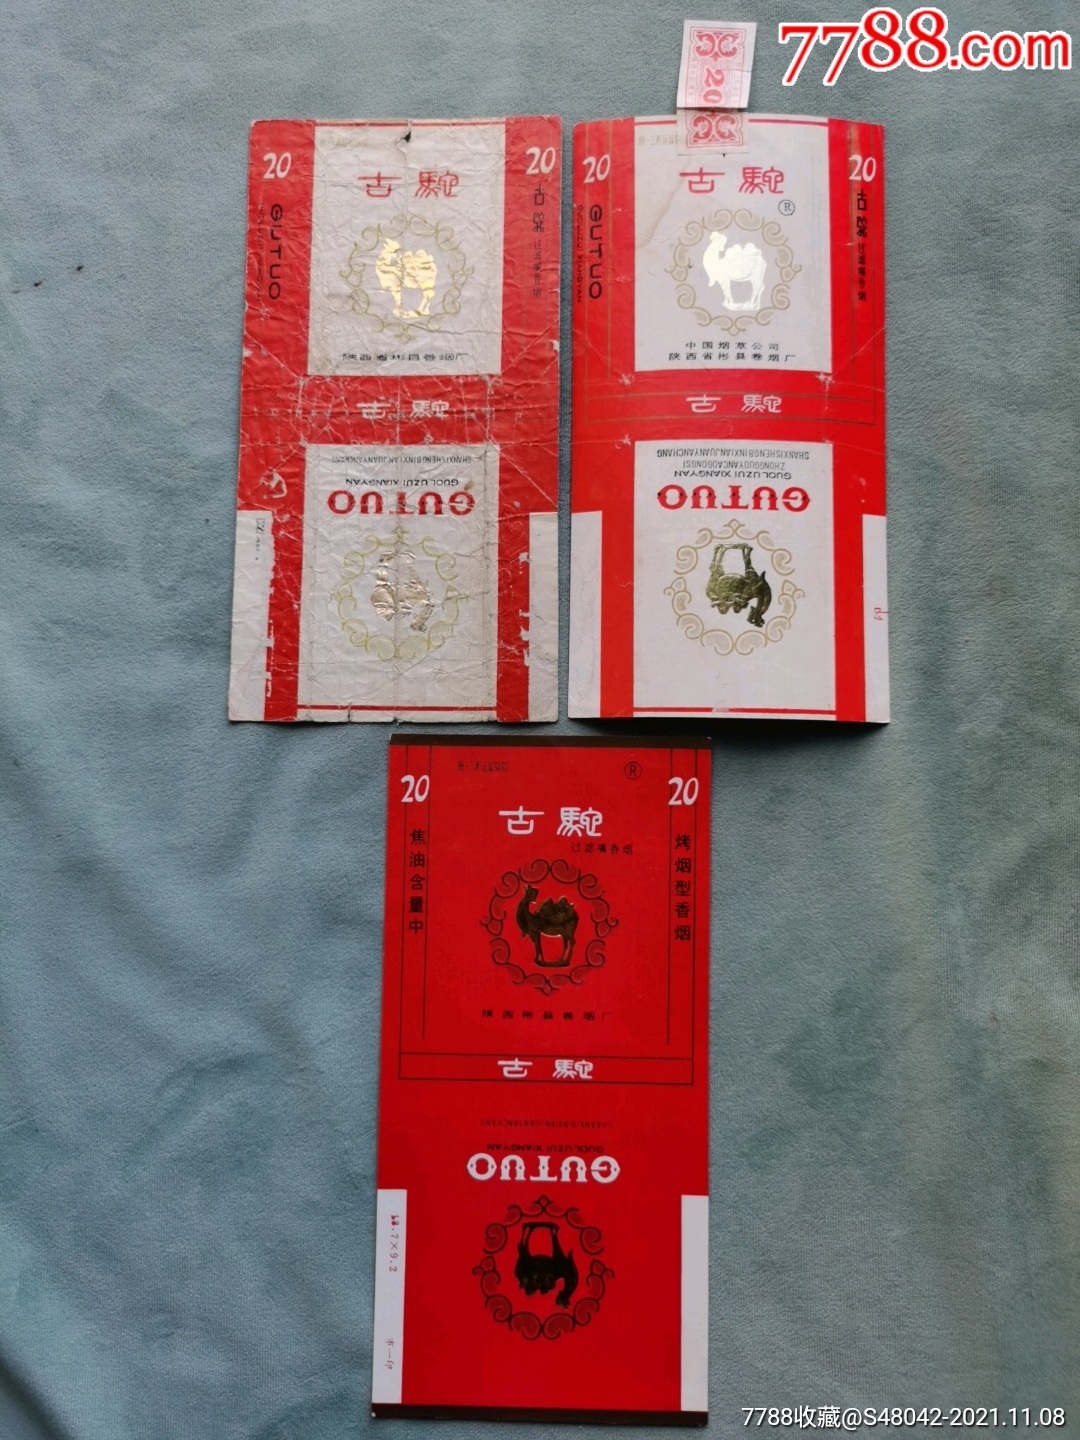 7788.com
20
20
20
古駝
GUTUO
古駝
过滤嘴香烟
陕西省彬县卷烟厂
古駝
SHANXISHENGBINXIANJUANYANCHANG
GUOLUZUI XIANGYAN
GUTUO
20
20
古駝
®
GUTUO
GUOLUZUI XIANGYAN
古駝
过滤嘴香烟
中国烟草公司
陕西省彬县卷烟厂
古駝
SHANXISHENGBINXIANJUANYANCHANG
ZHONGGUOYANCAOGONGSI
GUOLUZUI XIANGYAN
GUTUO
®
20
20
古駝
过滤嘴香烟
焦油含量中
烤烟型香烟
陕西彬县卷烟厂
古駝
SHAANXIBINXIANJUANYANCHANG
GUOLUZUI XIANGYAN
GUTUO
7788收藏@S48042-2021.11.08